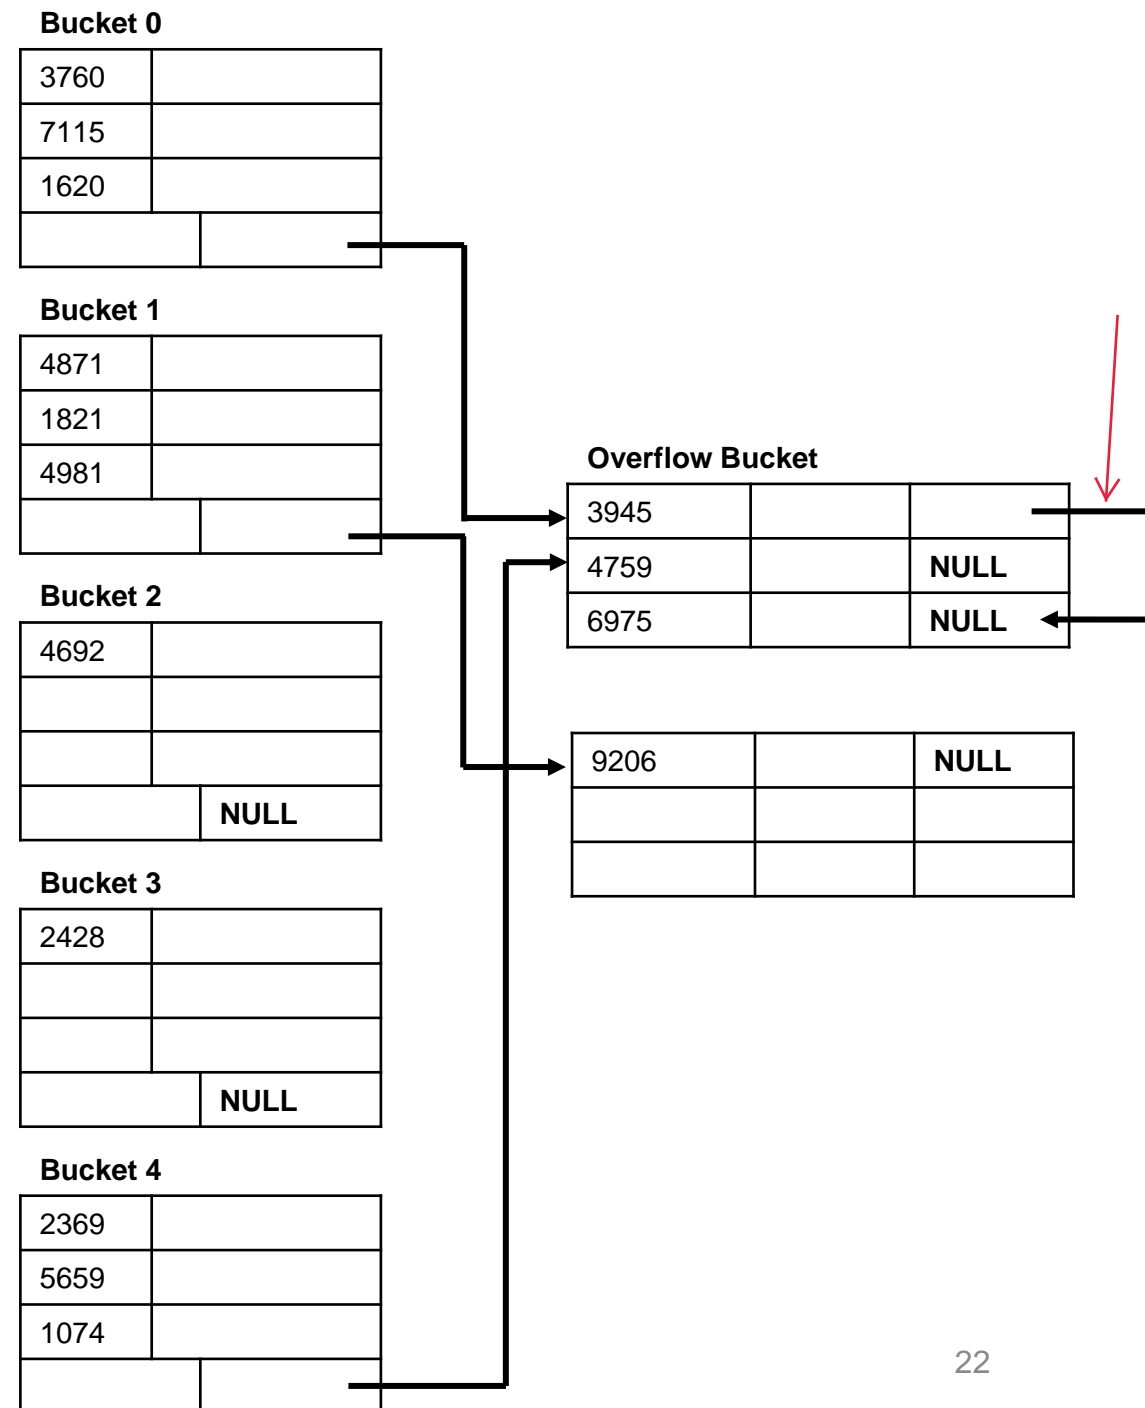 Bucket 0
3760
7115
1620
Bucket 1
4871
1821
4981
Bucket 2
4692
NULL
Bucket 3
2428
NULL
Bucket 4
2369
5659
1074
Overflow Bucket
3945
4759 NULL
6975 NULL
9206 NULL
22